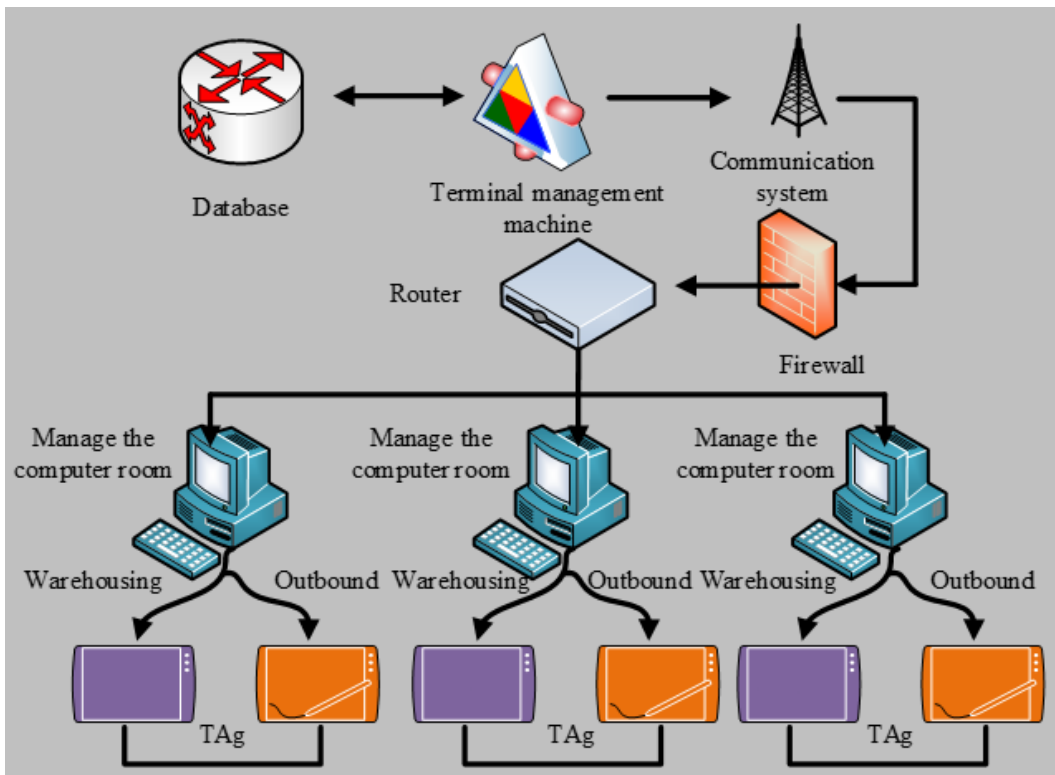 Database
Terminal management
machine
Communication
system
Router
Firewall
Manage the
computer room
Manage the
computer room
Manage the
computer room
Warehousing
Outbound
Warehousing
Outbound
Warehousing
Outbound
TAg
TAg
TAg